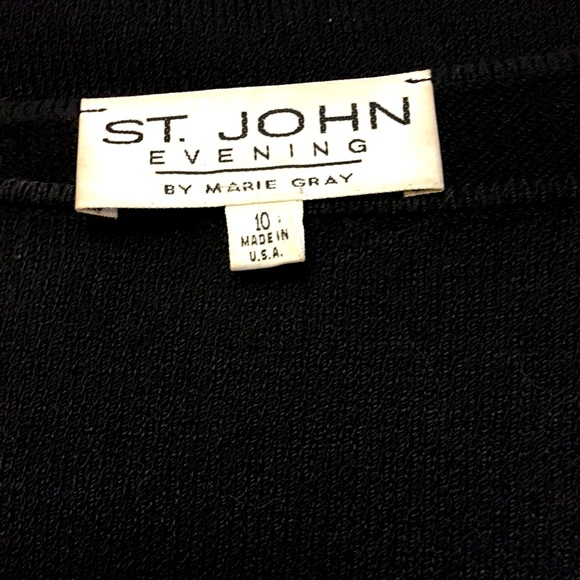 ST. JOHN
EVENING
BY MARIE GRAY
10
MADE IN
U.S.A.